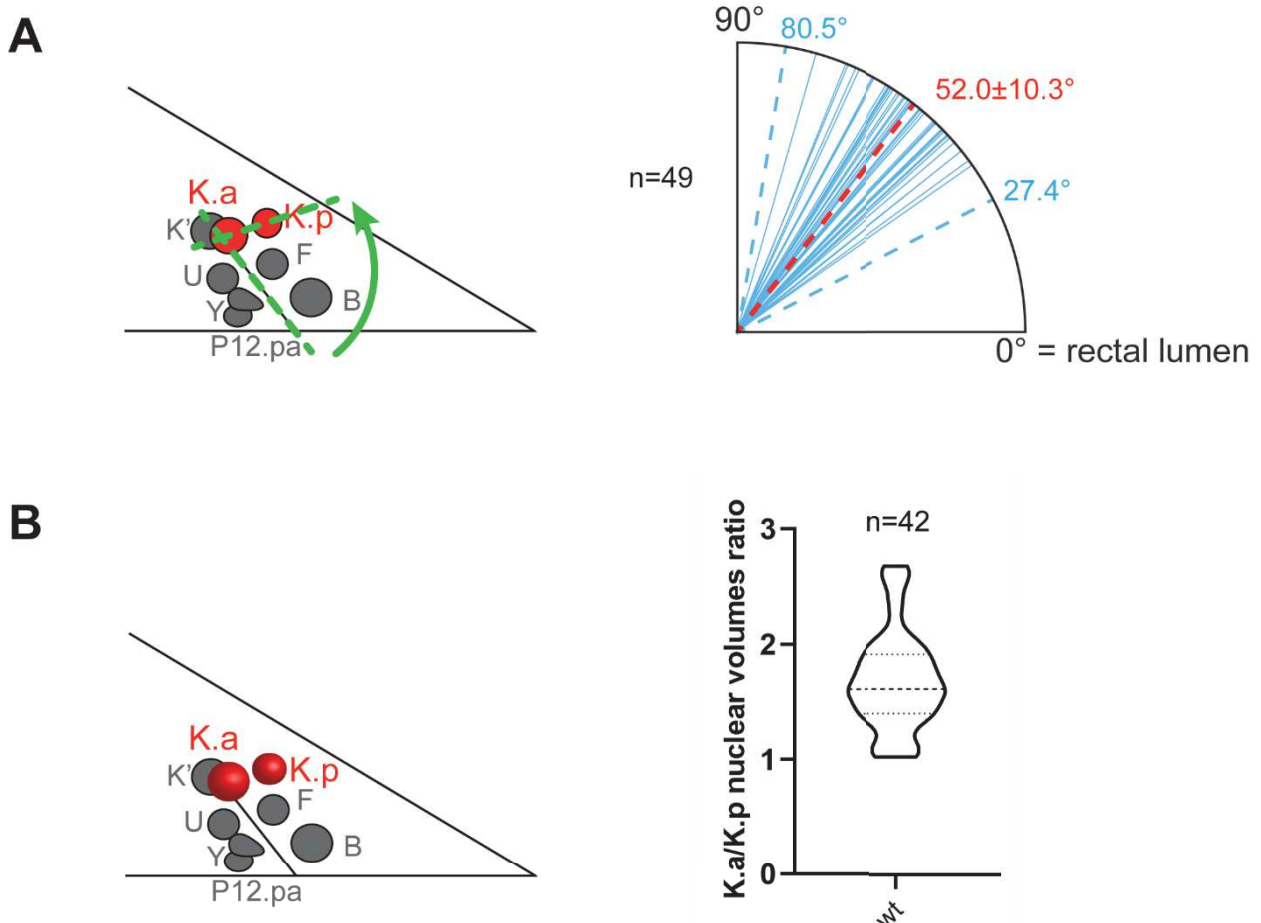 A
K.a
K'
K.p
F
U
B
Y
P12.pa
90°
80.5°
52.0±10.3°
n=49
27.4°
0° = rectal lumen
B
K.a
K'
K.p
F
U
B
Y
P12.pa
K.a/K.p nuclear volumes ratio
n=42
3
2
1
0
wt